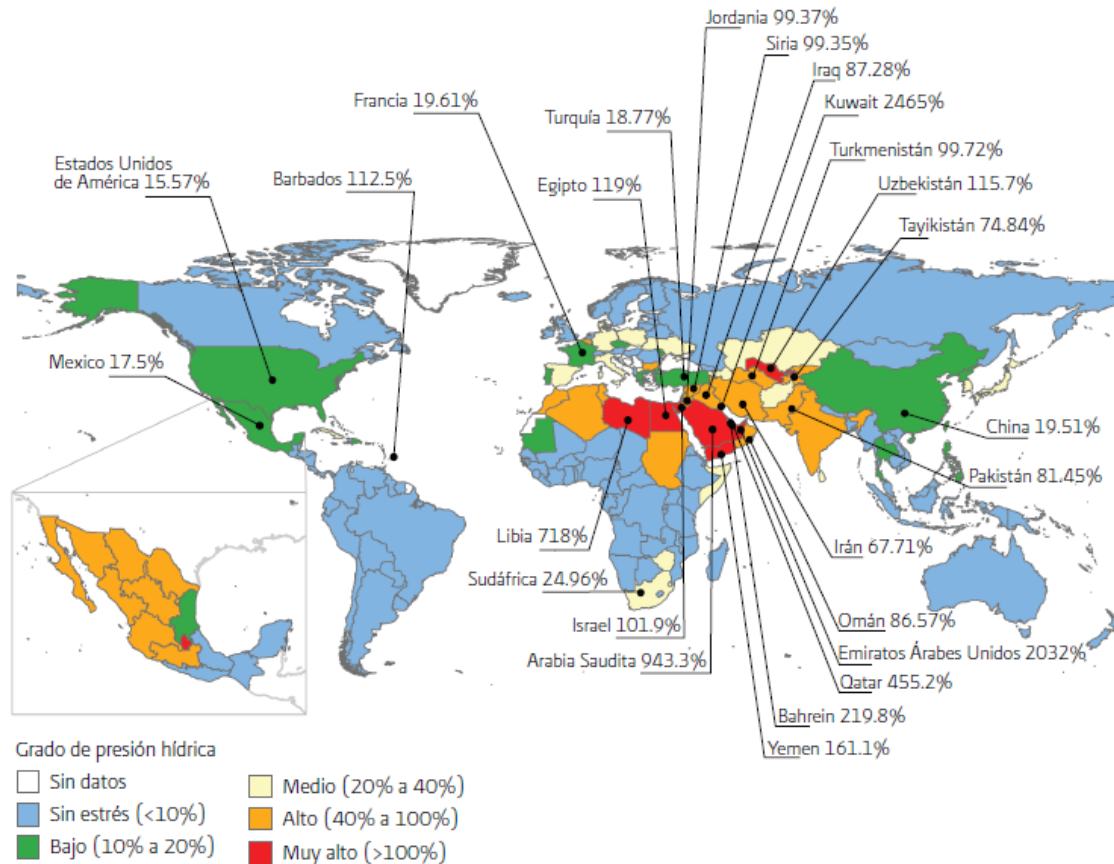 Jordania 99.37%
Siria 99.35%
Iraq 87.28%
Kuwait 2465%
Francia 19.61%
Turquía 18.77%
Turkmenistán 99.72%
Estados Unidos
de América 15.57%
Barbados 112.5%
Egipto 119%
Uzbekistán 115.7%
Tayikistán 74.84%
Mexico 17.5%
China 19.51%
Pakistán 81.45%
Libia 718%
Irán 67.71%
Sudáfrica 24.96%
Israel 101.9%
Omán 86.57%
Arabia Saudita 943.3%
Emiratos Árabes Unidos 2032%
Qatar 455.2%
Bahrein 219.8%
Yemen 161.1%
Grado de presión hídrica
Sin datos
Sin estrés (<10%)
Bajo (10% a 20%)
Medio (20% a 40%)
Alto (40% a 100%)
Muy alto (>100%)